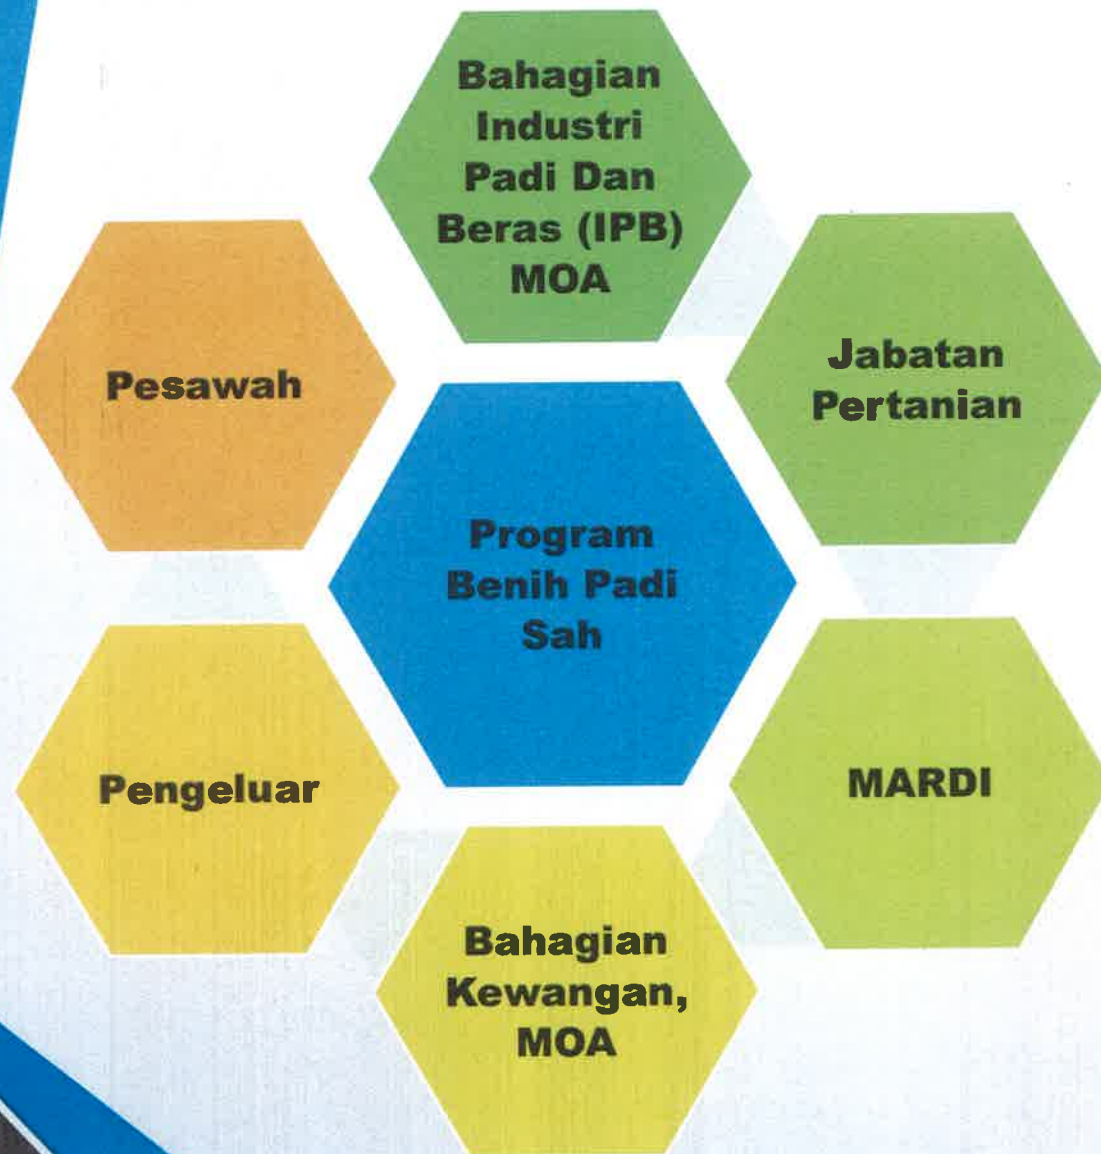 Bahagian
Industri
Padi Dan
Beras (IPB)
MOA
Jabatan
Pertanian
Pesawah
Program
Benih Padi
Sah
MARDI
Pengeluar
Bahagian
Kewangan,
MOA